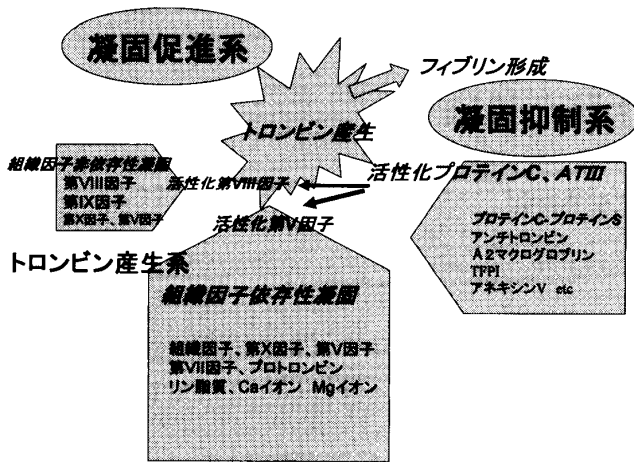 凝固促進系
フィブリン形成
トロンビン産生
凝固抑制系
組織因子非依存性凝固
第VIII因子
第IX因子
第X因子、第V因子
活性化第VIII因子
活性化プロテインC、ATIII
活性化第V因子
プロテインC-プロテインS
アンチトロンビン
A2マクログロブリン
TFPI
アネキシンV etc
トロンビン産生系
組織因子依存性凝固
組織因子、第X因子、第V因子
第VII因子、プロトロンビン
リン脂質、Caイオン Mgイオン